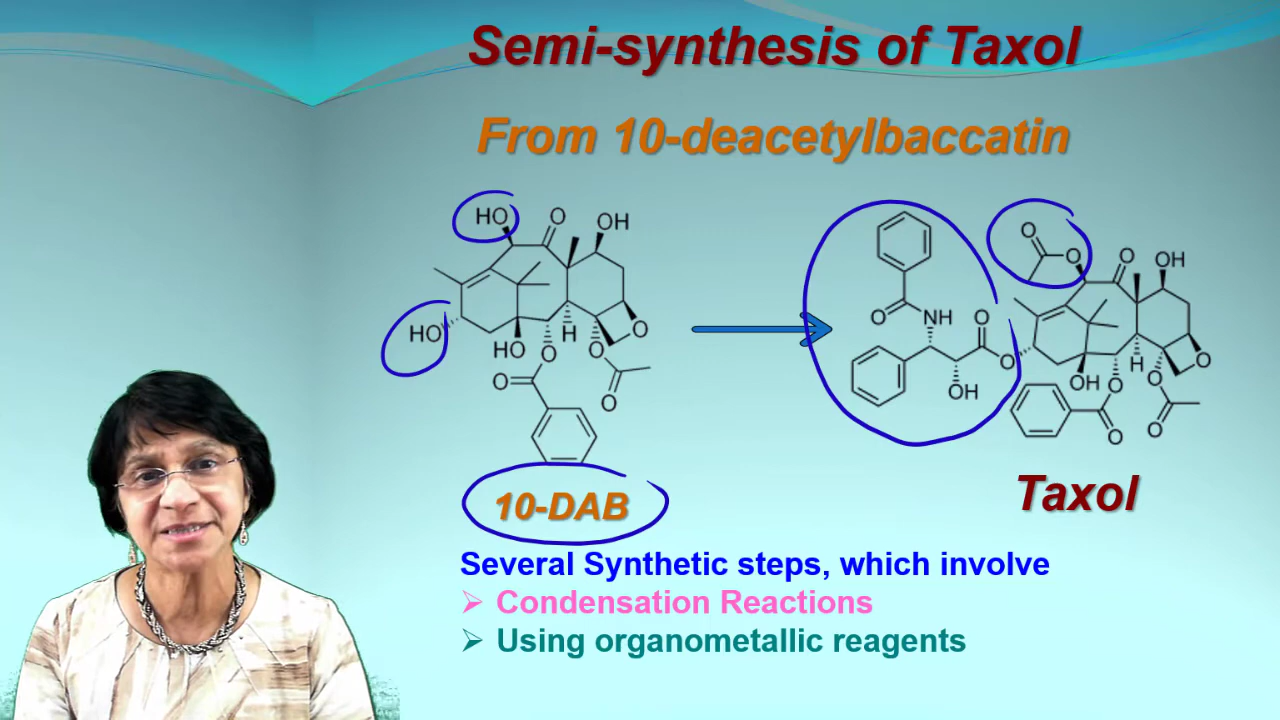 Semi-synthesis of Taxol
From 10-deacetylbaccatin
HO
O
OH
HO
HO
H
O
O
O
O
O
10-DAB
O
NH
O
OH
O
O
O
O
OH
OH
H
O
O
O
O
O
Taxol
Several Synthetic steps, which involve
➢ Condensation Reactions
➢ Using organometallic reagents